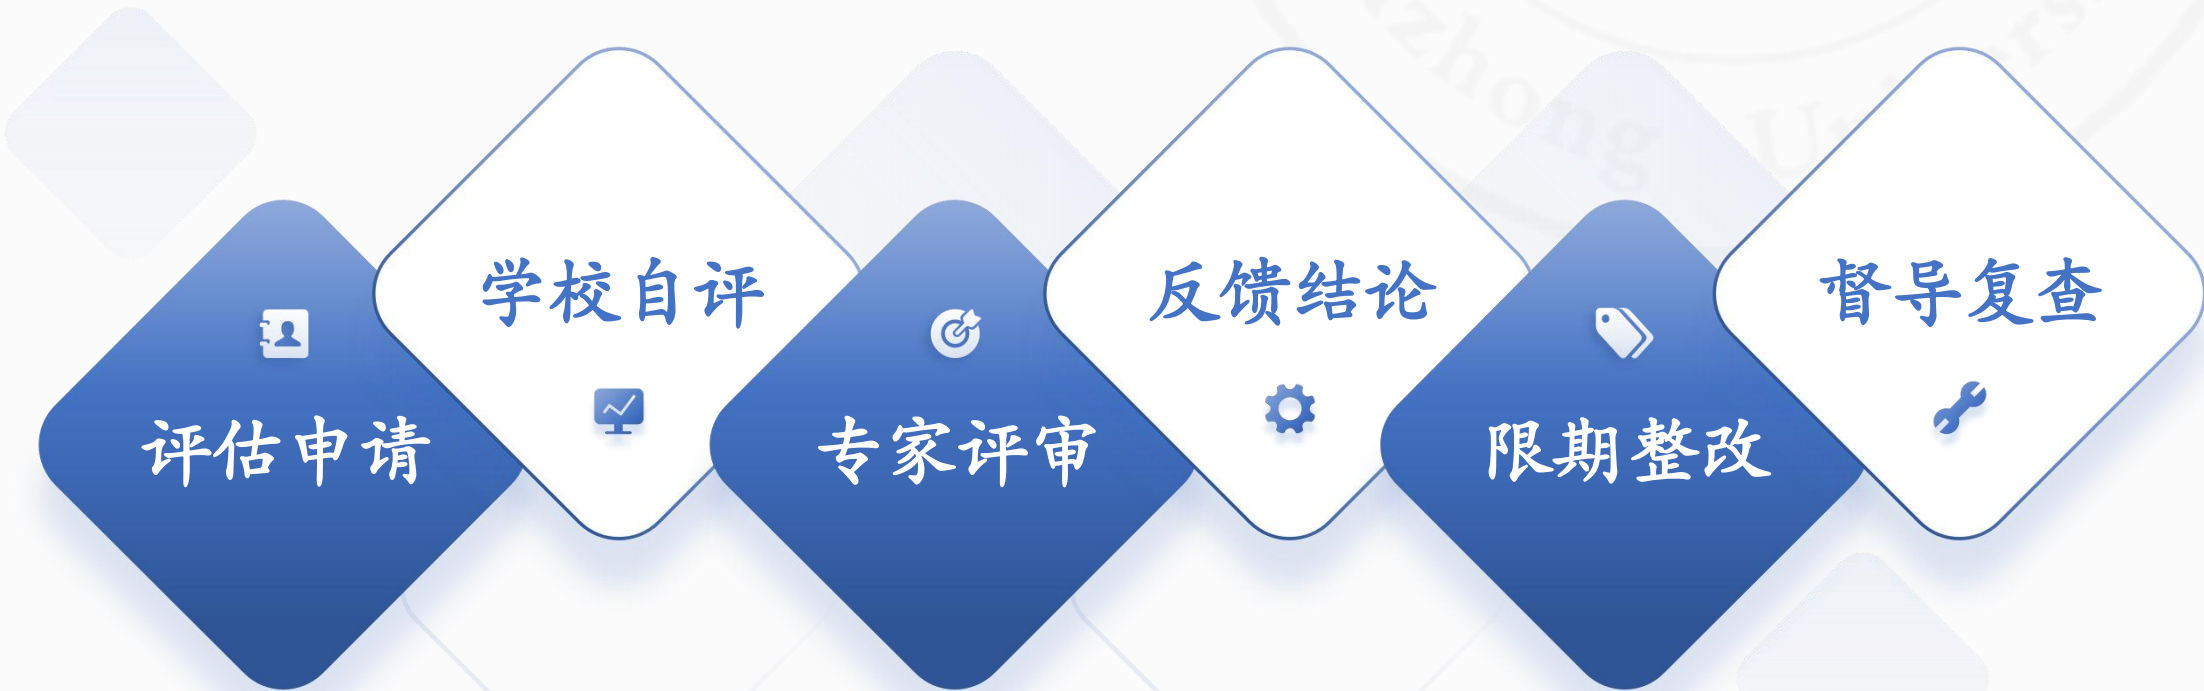 评估申请
学校自评
专家评审
反馈结论
限期整改
督导复查